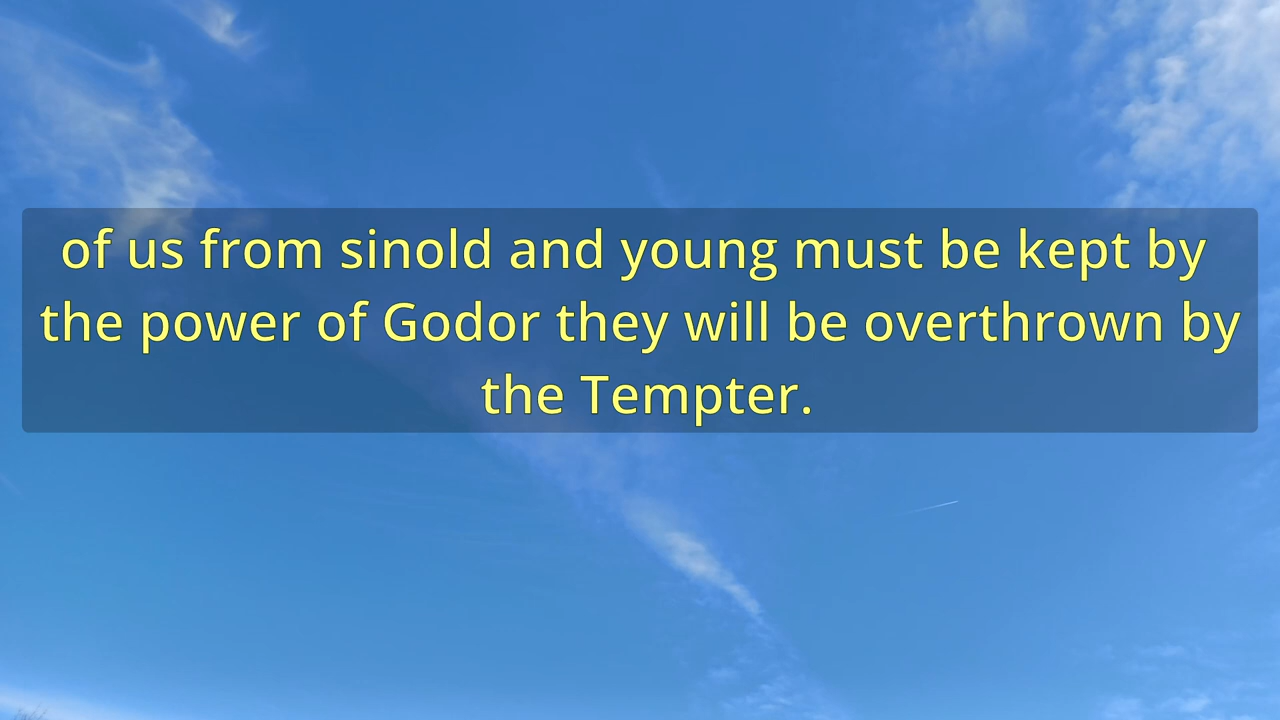 of us from sinold and young must be kept by
the power of Godor they will be overthrown by
the Tempter.